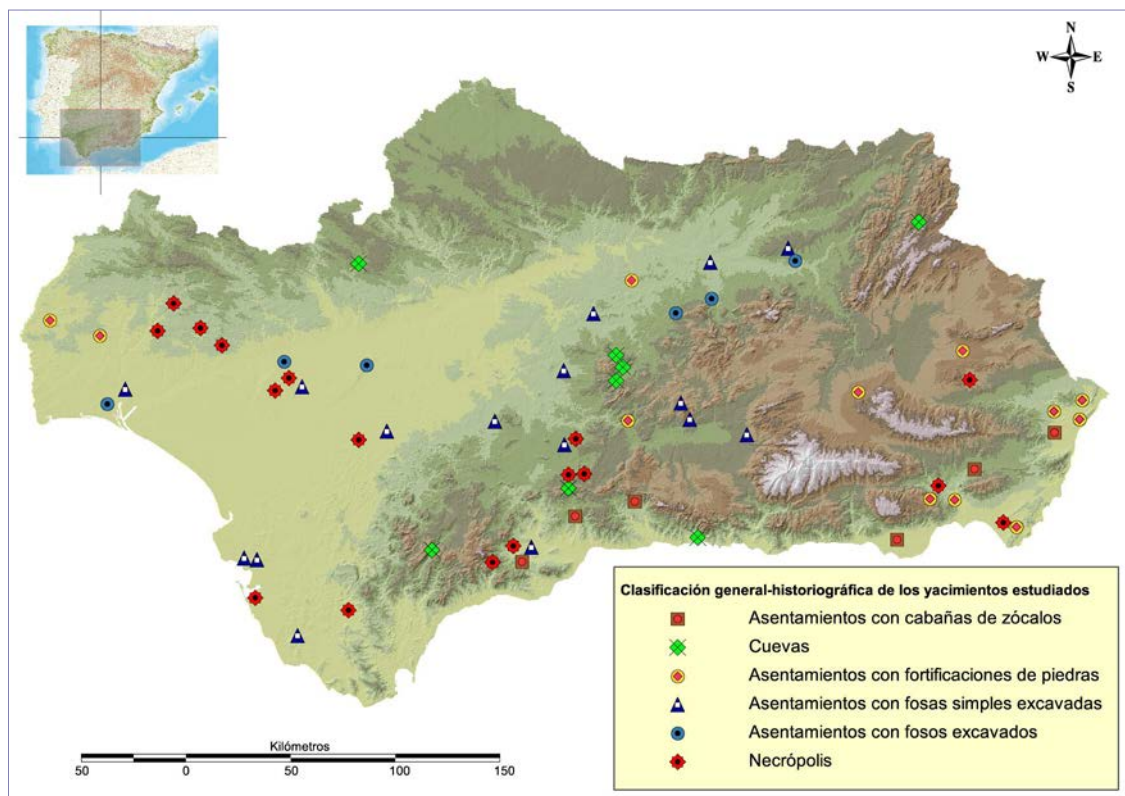 N
W E
S
Clasificación general-historiográfica de los yacimientos estudiados
Asentamientos con cabañas de zócalos
Cuevas
Asentamientos con fortificaciones de piedras
Asentamientos con fosas simples excavadas
Asentamientos con fosos excavados
Necrópolis
Kilómetros
50 0 50 100 150